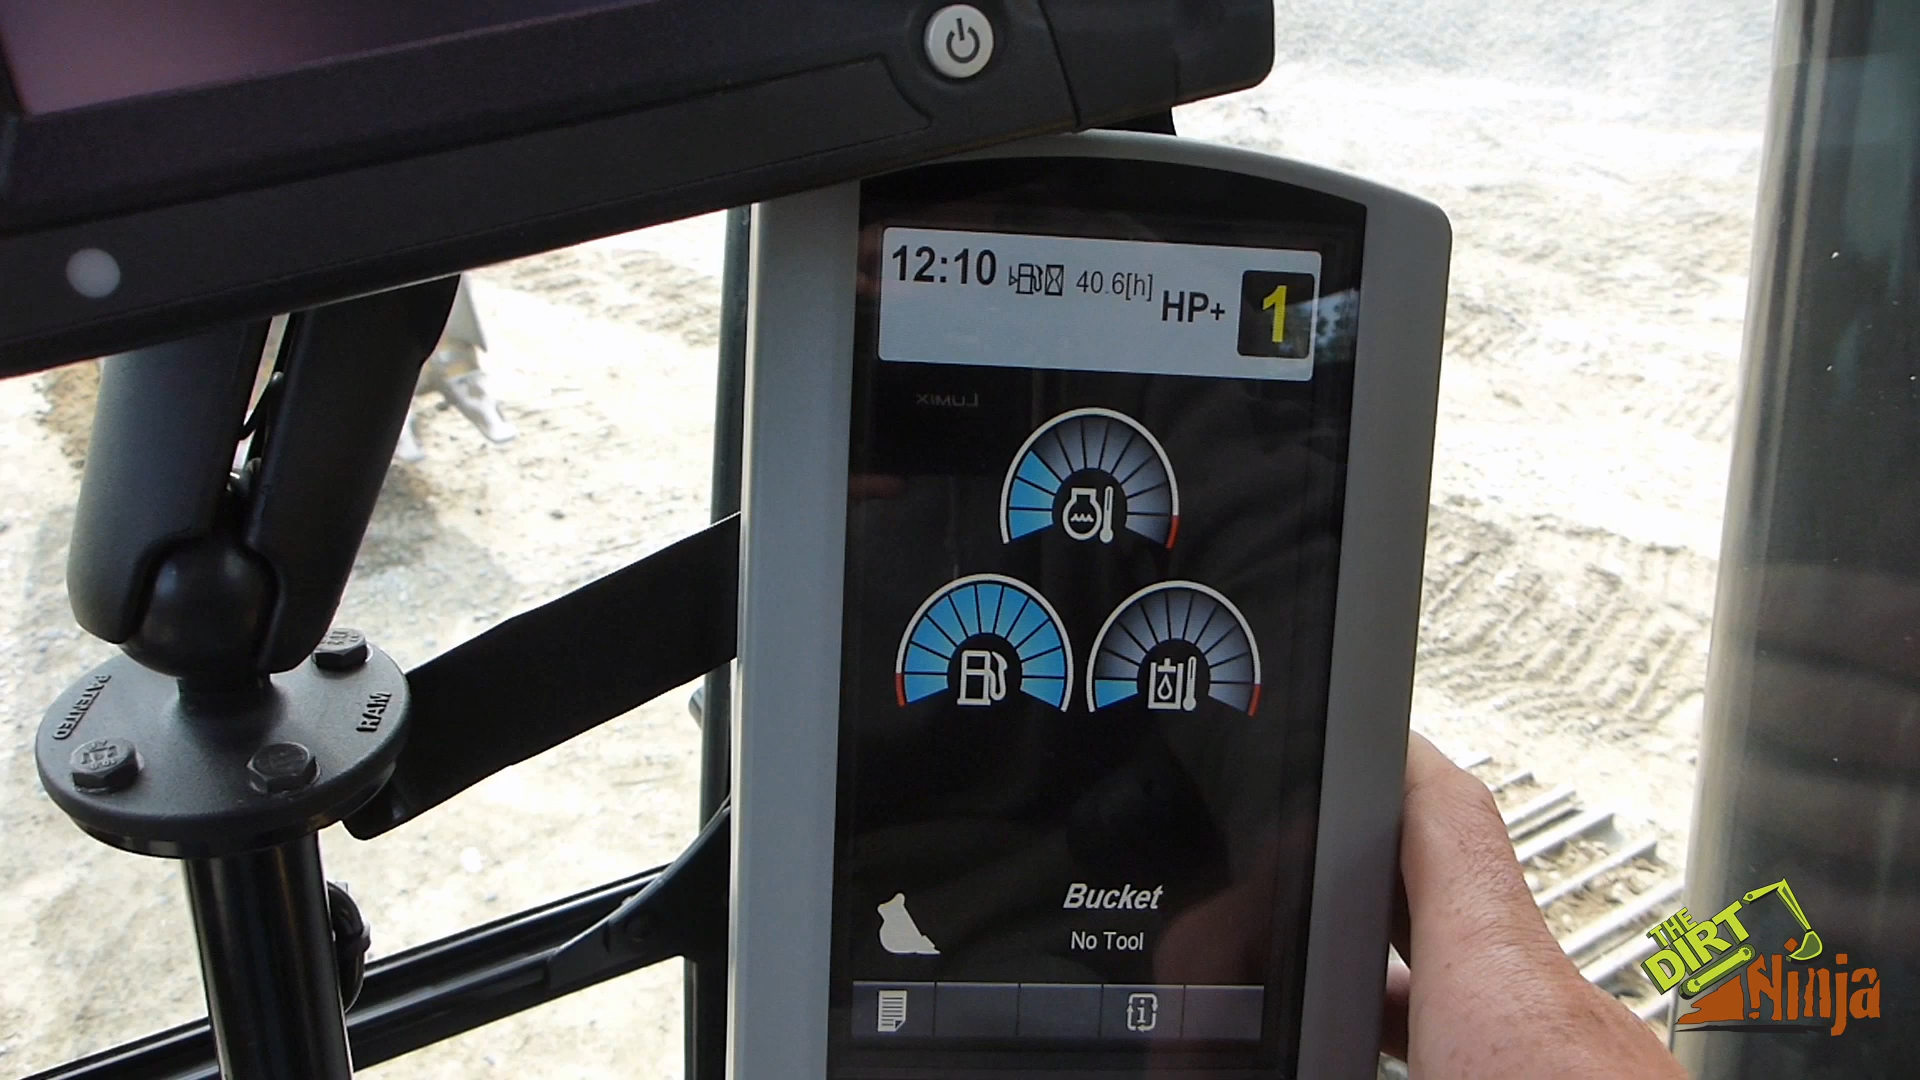 12:10 40.6[h]
HP+ 1
LUMIX
Bucket
No Tool
PATENTED
RAM
THE
DIRT
Ninja